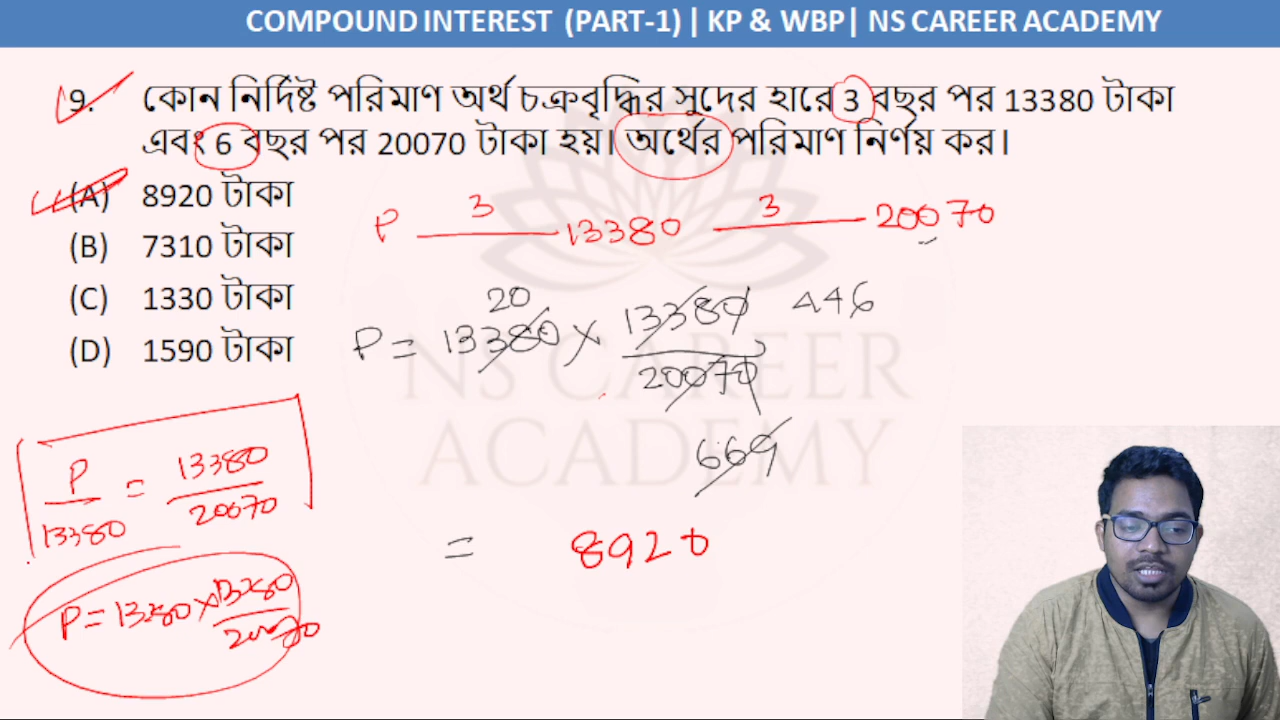 COMPOUND INTEREST (PART-1) | KP & WBP| NS CAREER ACADEMY
9. কোন নির্দিষ্ট পরিমাণ অর্থ চক্রবৃদ্ধির সুদের হারে 3 বছর পর 13380 টাকা
এবং 6 বছর পর 20070 টাকা হয়। অর্থের পরিমাণ নির্ণয় কর।
(A) 8920 টাকা
(B) 7310 টাকা
(C) 1330 টাকা
(D) 1590 টাকা
P 3 13380 3 20070
20
P = 13380 × 13380 446
20070
669
= 8920
P = 13380
13380 20070
P = 13380 × 13380
20070
NS CAREER
ACADEMY